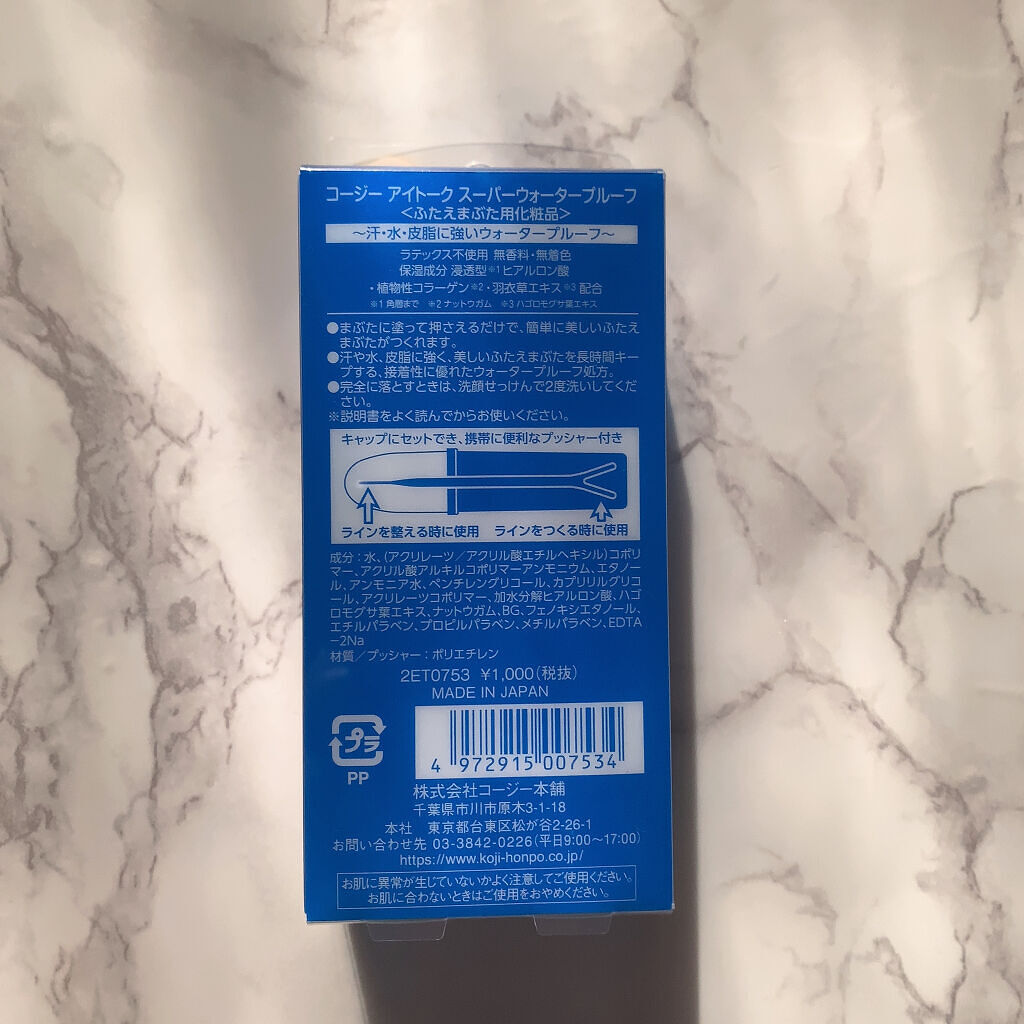 コージー アイトーク スーパーウォータープルーフ
＜ふたえまぶた用化粧品＞
～汗・水・皮脂に強いウォータープルーフ～
ラテックス不使用 無香料・無着色
保湿成分 浸透型※1ヒアルロン酸
・植物性コラーゲン※2・羽衣草エキス※3配合
※1 角層まで ※2 ナットウガム ※3 ハゴロモグサ葉エキス
●まぶたに塗って押さえるだけで、簡単に美しいふたえ
まぶたがつくれます。
●汗や水、皮脂に強く、美しいふたえまぶたを長時間キー
プする、接着性に優れたウォータープルーフ処方。
●完全に落とすときは、洗顔せっけんで2度洗いしてくだ
さい。
※説明書をよく読んでからお使いください。
キャップにセットでき、携帯に便利なプッシャー付き
ラインを整える時に使用 ラインをつくる時に使用
成分：水、（アクリレーツ／アクリル酸エチルヘキシル）コポリ
マー、アクリル酸アルキルコポリマーアンモニウム、エタノー
ル、アンモニア水、ペンチレングリコール、カプリリルグリコ
ール、アクリレーツコポリマー、加水分解ヒアルロン酸、ハゴ
ロモグサ葉エキス、ナットウガム、BG、フェノキシエタノール、
エチルパラベン、プロピルパラベン、メチルパラベン、EDTA
－2Na
材質／プッシャー：ポリエチレン
2ET0753 ¥1,000（税抜）
MADE IN JAPAN
プラ
PP
4 972915 007534
株式会社コージー本舗
千葉県市川市原木3-1-18
本社 東京都台東区松が谷2-26-1
お問い合わせ先 03-3842-0226（平日9:00～17:00）
https://www.koji-honpo.co.jp/
お肌に異常が生じていないかよく注意してご使用ください。
お肌に合わないときはご使用をおやめください。